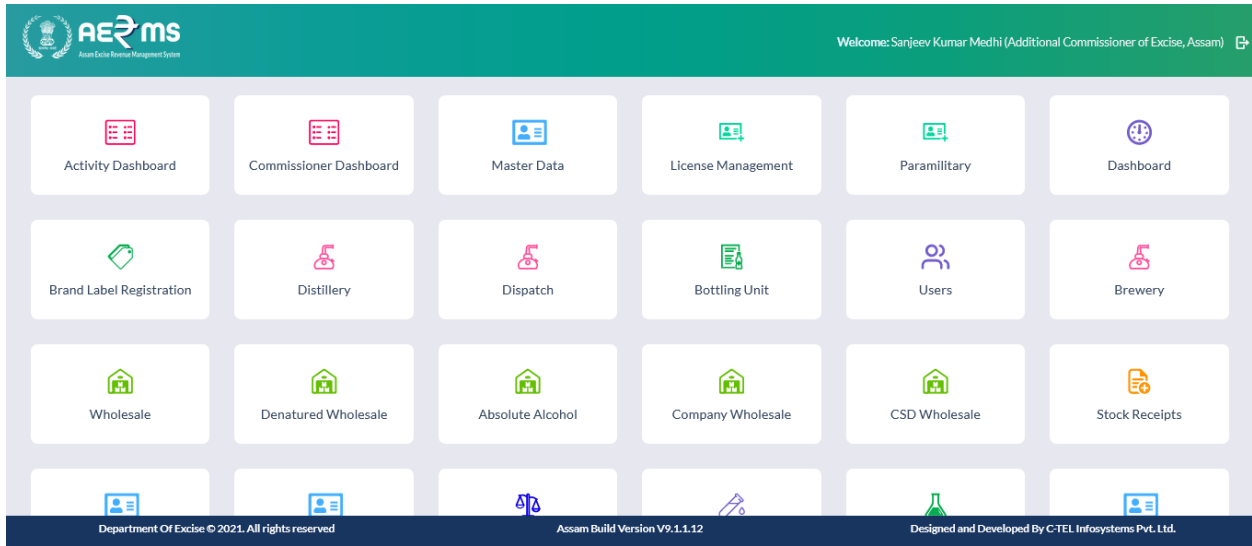 AE₹MS
Assam Excise Revenue Management System
Welcome: Sanjeev Kumar Medhi (Additional Commissioner of Excise, Assam)
Activity Dashboard
Commissioner Dashboard
Master Data
License Management
Paramilitary
Dashboard
Brand Label Registration
Distillery
Dispatch
Bottling Unit
Users
Brewery
Wholesale
Denatured Wholesale
Absolute Alcohol
Company Wholesale
CSD Wholesale
Stock Receipts
Department Of Excise © 2021. All rights reserved
Assam Build Version V9.1.1.12
Designed and Developed By C-TEL Infosystems Pvt. Ltd.